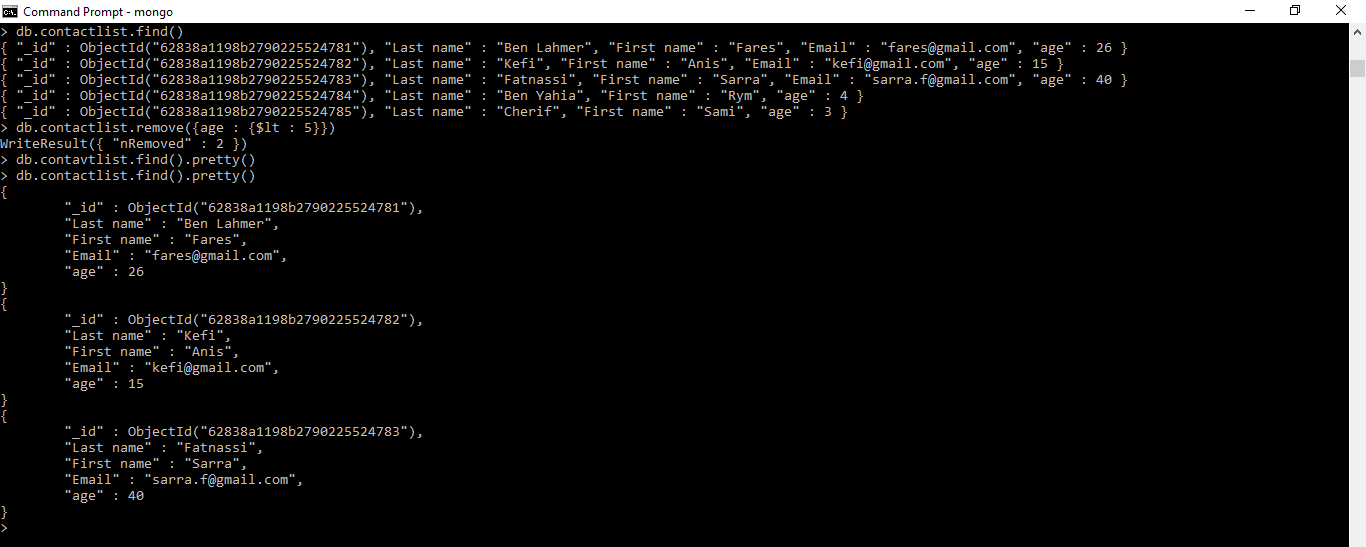 Command Prompt - mongo
> db.contactlist.find()
{ "_id" : ObjectId("62838a1198b2790225524781"), "Last name" : "Ben Lahmer", "First name" : "Fares", "Email" : "fares@gmail.com", "age" : 26 }
{ "_id" : ObjectId("62838a1198b2790225524782"), "Last name" : "Kefi", "First name" : "Anis", "Email" : "kefi@gmail.com", "age" : 15 }
{ "_id" : ObjectId("62838a1198b2790225524783"), "Last name" : "Fatnassi", "First name" : "Sarra", "Email" : "sarra.f@gmail.com", "age" : 40 }
{ "_id" : ObjectId("62838a1198b2790225524784"), "Last name" : "Ben Yahia", "First name" : "Rym", "age" : 4 }
{ "_id" : ObjectId("62838a1198b2790225524785"), "Last name" : "Cherif", "First name" : "Sami", "age" : 3 }
> db.contactlist.remove({age : {$lt : 5}})
WriteResult({ "nRemoved" : 2 })
> db.contavtlist.find().pretty()
> db.contactlist.find().pretty()
{
"_id" : ObjectId("62838a1198b2790225524781"),
"Last name" : "Ben Lahmer",
"First name" : "Fares",
"Email" : "fares@gmail.com",
"age" : 26
}
{
"_id" : ObjectId("62838a1198b2790225524782"),
"Last name" : "Kefi",
"First name" : "Anis",
"Email" : "kefi@gmail.com",
"age" : 15
}
{
"_id" : ObjectId("62838a1198b2790225524783"),
"Last name" : "Fatnassi",
"First name" : "Sarra",
"Email" : "sarra.f@gmail.com",
"age" : 40
}
>